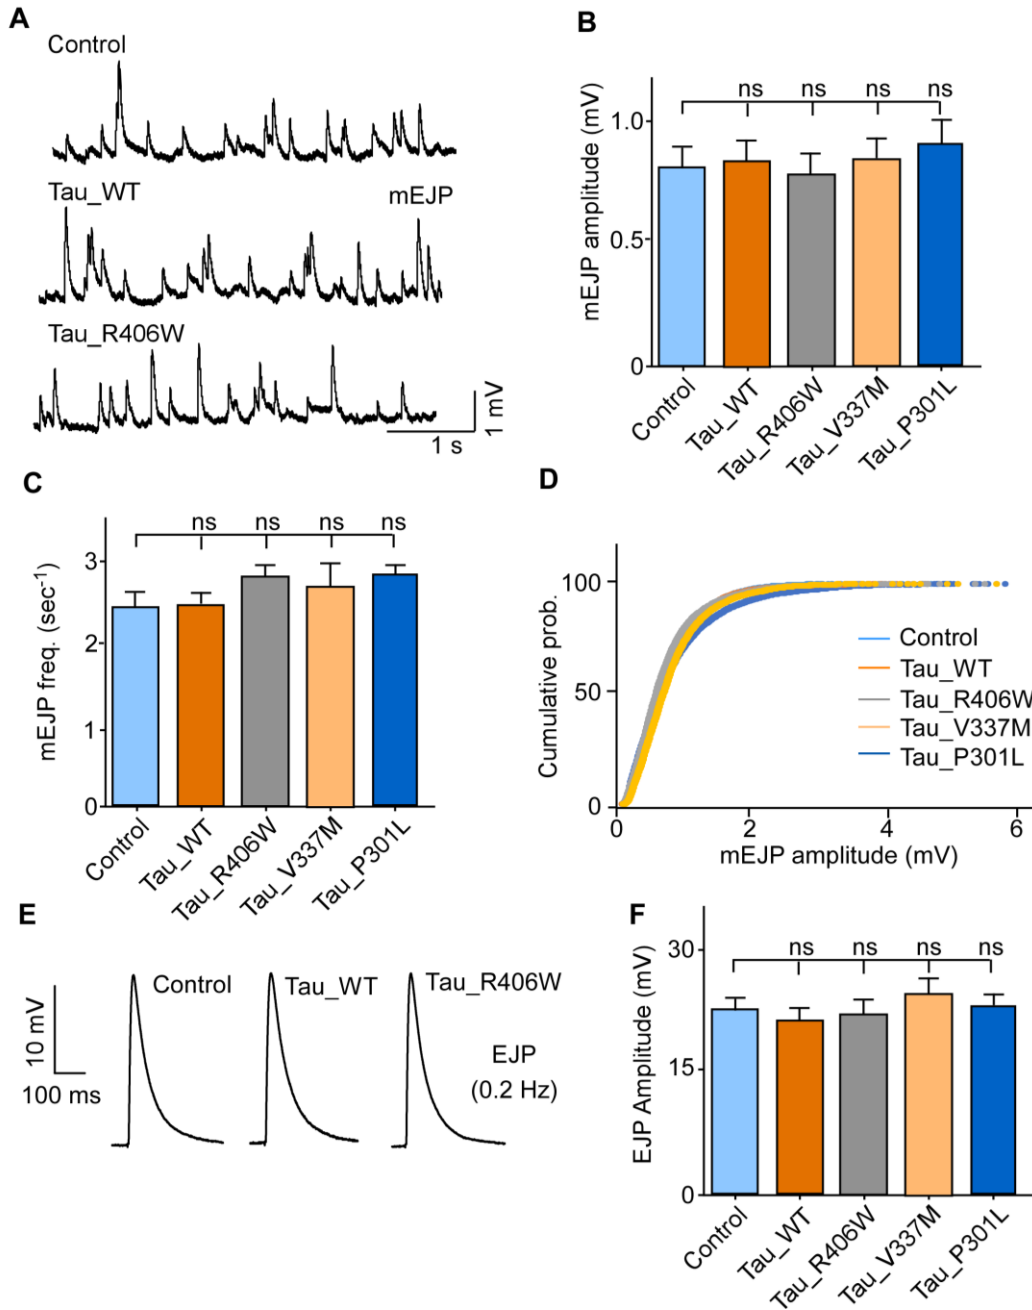 A
Control
Tau_WT
mEJP
Tau_R406W
1 mV
1 s
B
mEJP amplitude (mV)
1.0
0.5
0
ns
ns
ns
ns
Control
Tau_WT
Tau_R406W
Tau_V337M
Tau_P301L
C
mEJP freq. (sec⁻¹)
3
2
1
0
ns
ns
ns
ns
Control
Tau_WT
Tau_R406W
Tau_V337M
Tau_P301L
D
Cumulative prob.
100
50
0
0
2
4
6
mEJP amplitude (mV)
Control
Tau_WT
Tau_R406W
Tau_V337M
Tau_P301L
E
10 mV
100 ms
Control
Tau_WT
Tau_R406W
EJP
(0.2 Hz)
F
EJP Amplitude (mV)
30
15
0
ns
ns
ns
ns
Control
Tau_WT
Tau_R406W
Tau_V337M
Tau_P301L